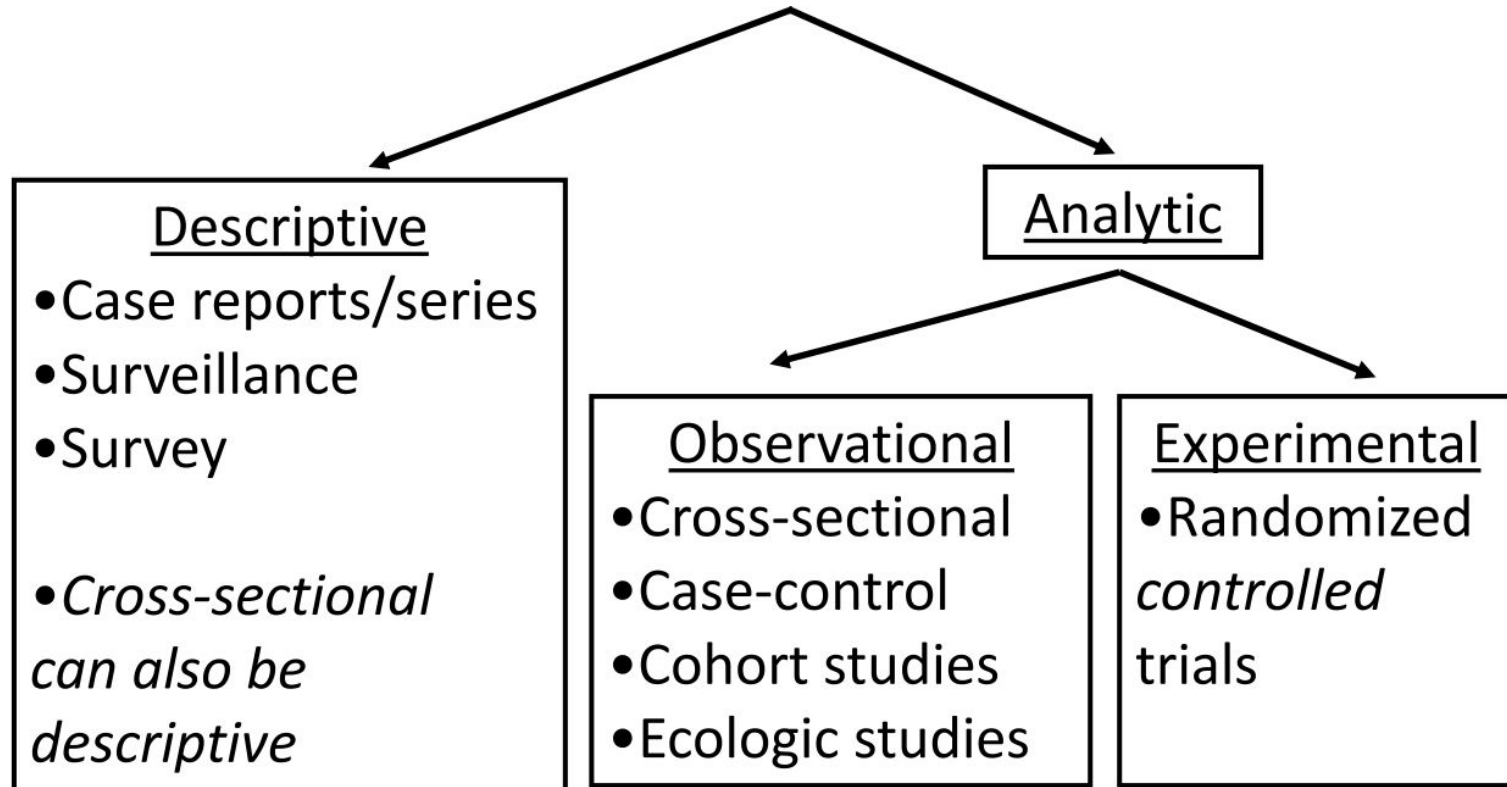 Descriptive
•Case reports/series
•Surveillance
•Survey
•Cross-sectional
can also be
descriptive
Analytic
Observational
•Cross-sectional
•Case-control
•Cohort studies
•Ecologic studies
Experimental
•Randomized
controlled
trials